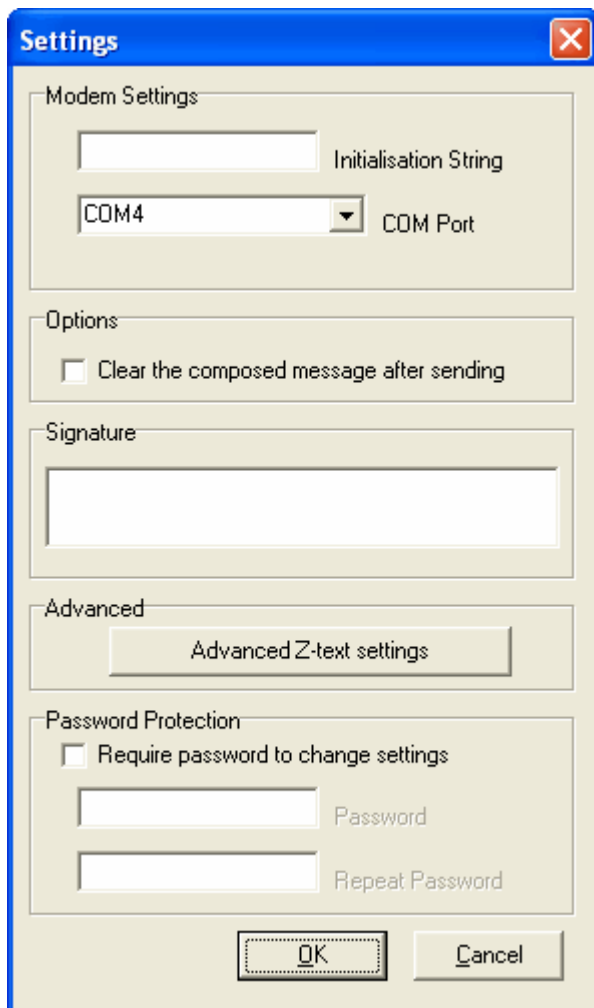 Settings
Modem Settings
Initialisation String
COM4 COM Port
Options
Clear the composed message after sending
Signature
Advanced
Advanced Z-text settings
Password Protection
Require password to change settings
Password
Repeat Password
OK Cancel